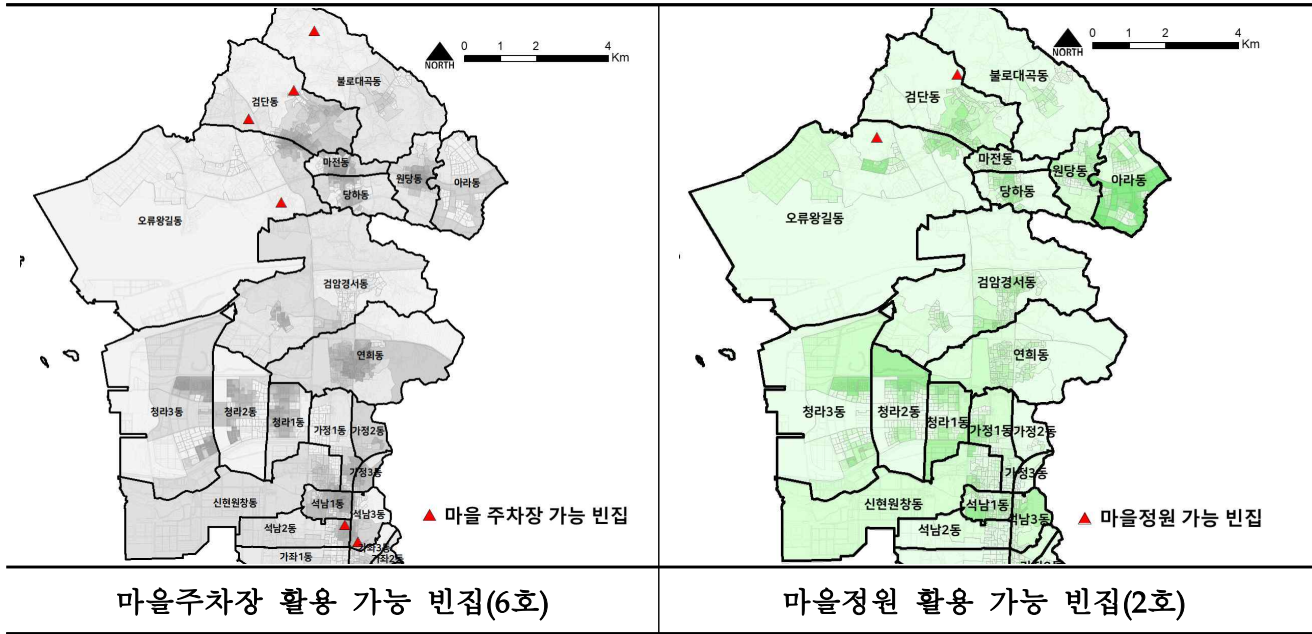 0 1 2 4
Km
NORTH
불로대곡동
검단동
마전동
원당동
아라동
당하동
오류왕길동
검암경서동
연희동
청라3동
청라2동
청라1동
가정1동
가정2동
가정3동
신현원창동
석남1동
석남3동
석남2동
가좌3동
가좌2동
가좌1동
마을 주차장 가능 빈집
마을주차장 활용 가능 빈집(6호)
0 1 2 4
Km
NORTH
불로대곡동
검단동
마전동
원당동
아라동
당하동
오류왕길동
검암경서동
연희동
청라3동
청라2동
청라1동
가정1동
가정2동
가정3동
신현원창동
석남1동
석남3동
석남2동
마을정원 가능 빈집
마을정원 활용 가능 빈집(2호)